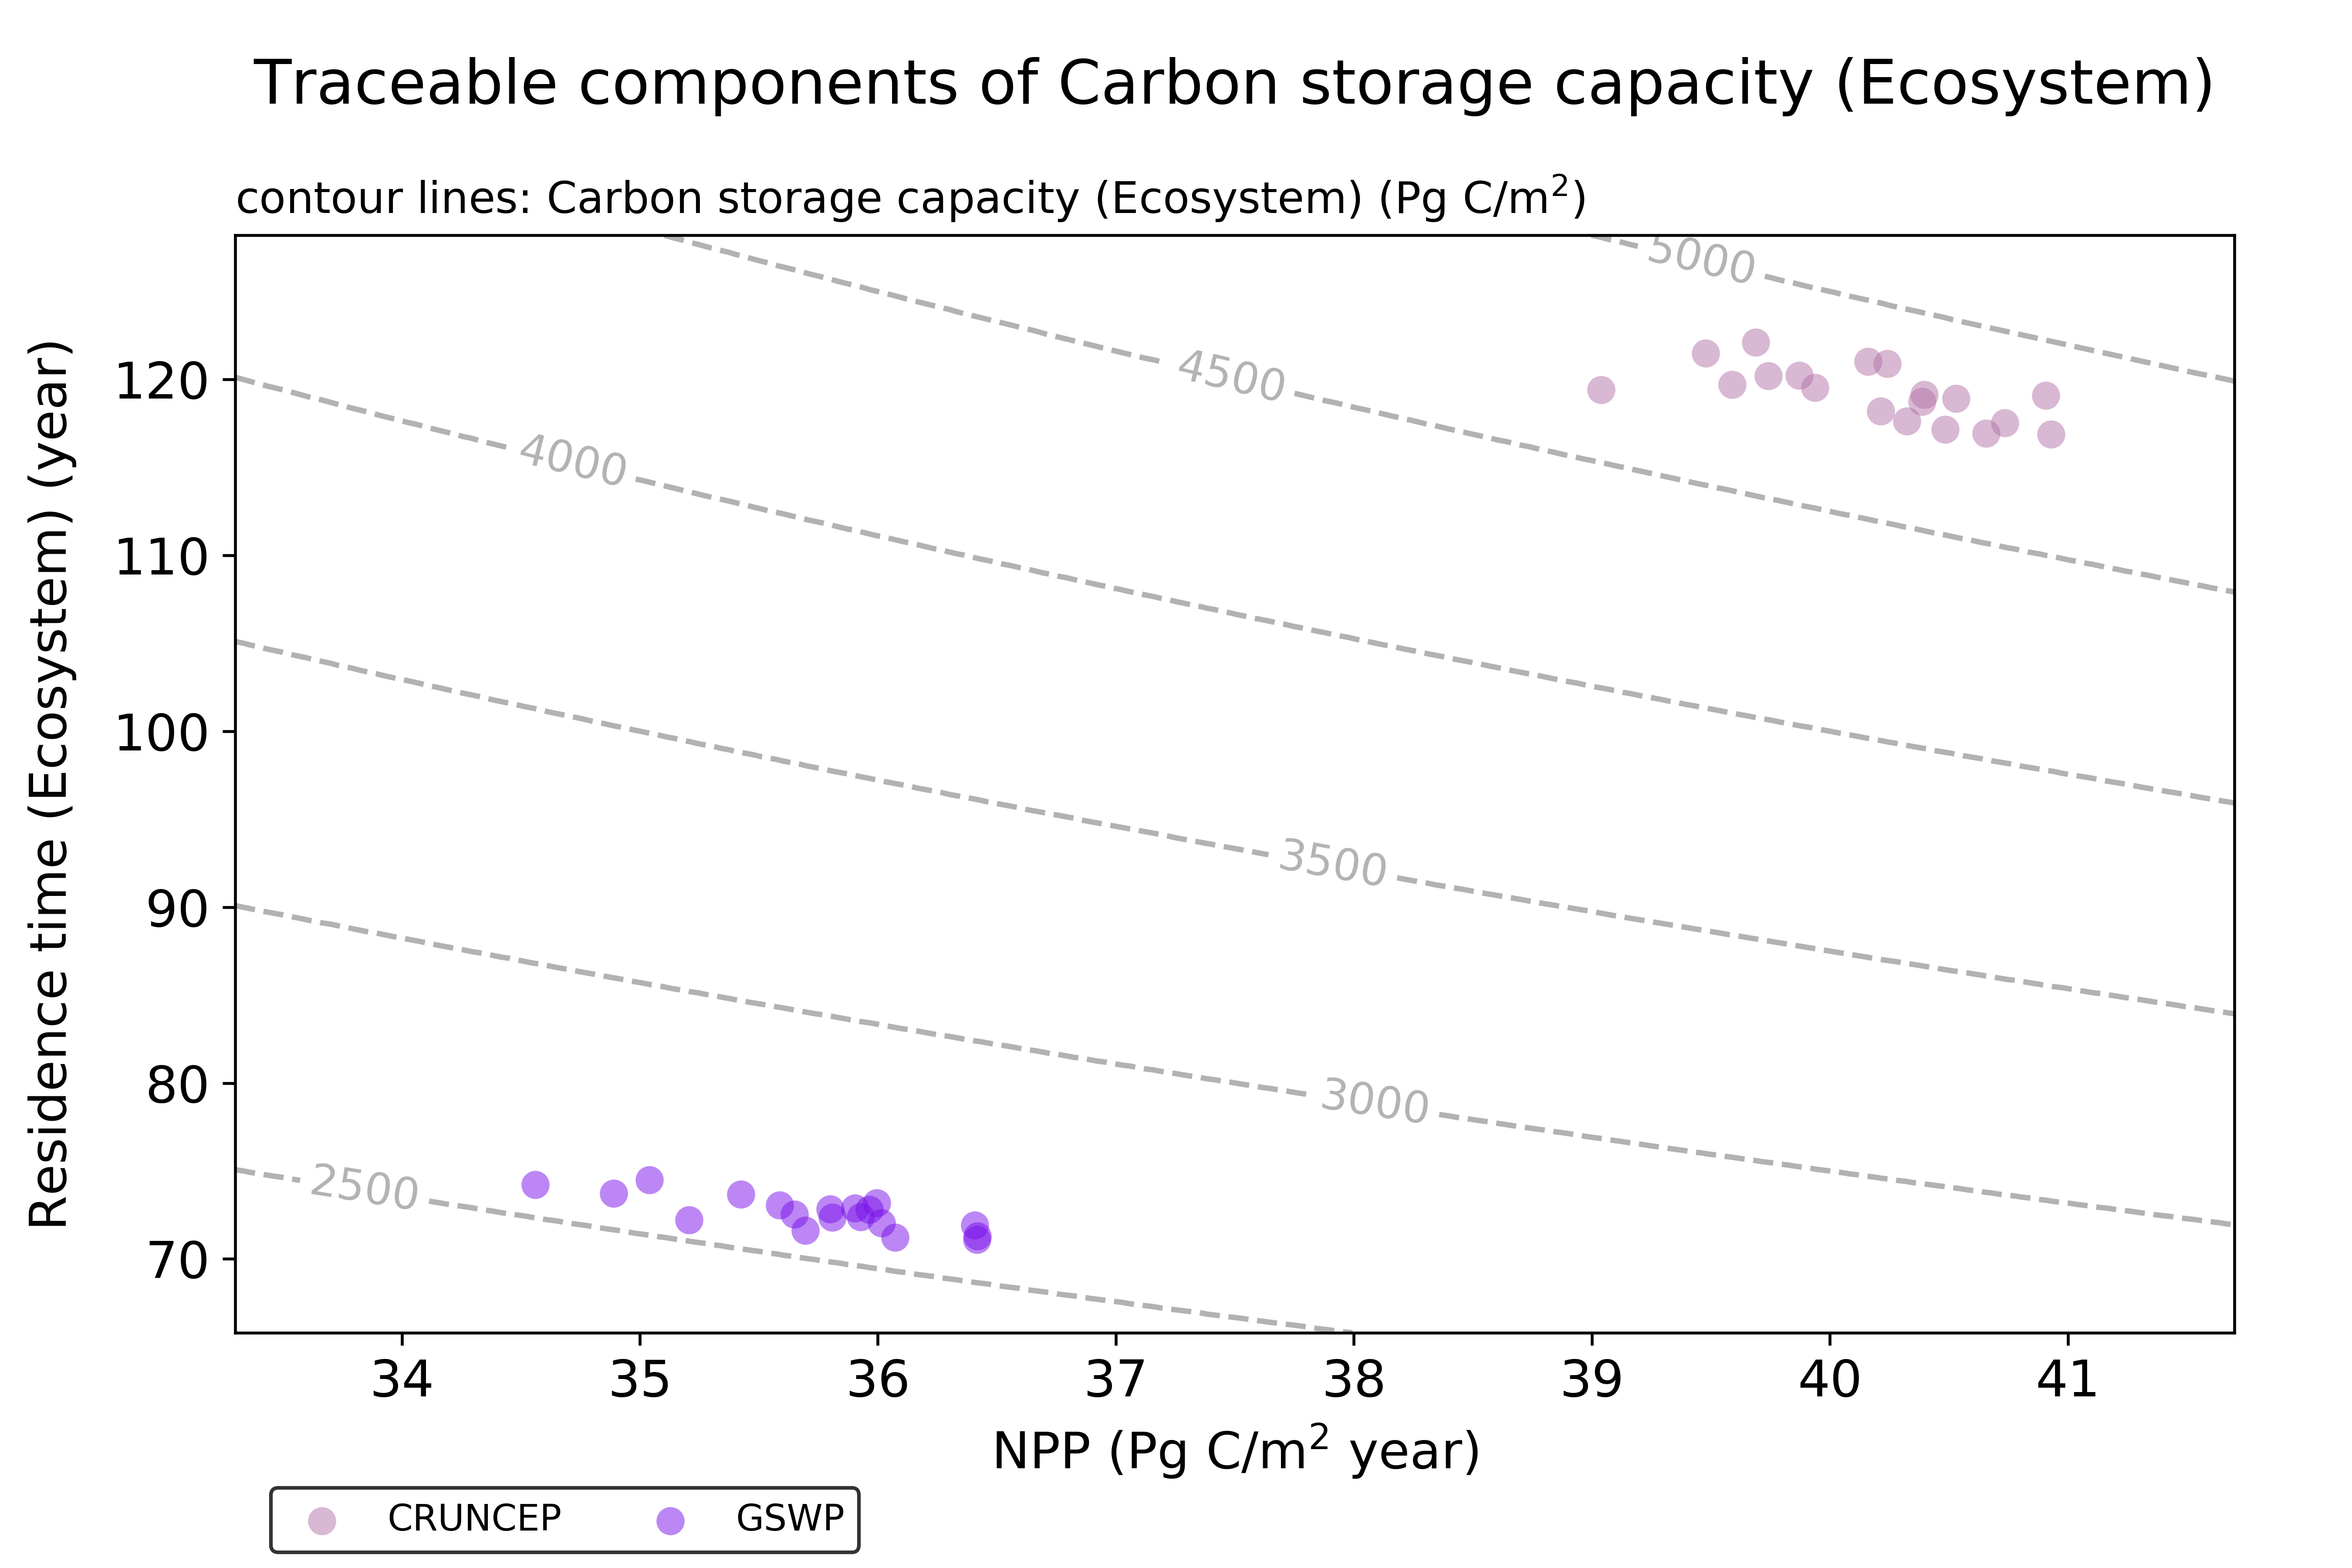 Traceable components of Carbon storage capacity (Ecosystem)
contour lines: Carbon storage capacity (Ecosystem) (Pg C/m²)
5000
4500
4000
3500
3000
2500
Residence time (Ecosystem) (year)
120
110
100
90
80
70
34 35 36 37 38 39 40 41
NPP (Pg C/m² year)
CRUNCEP GSWP